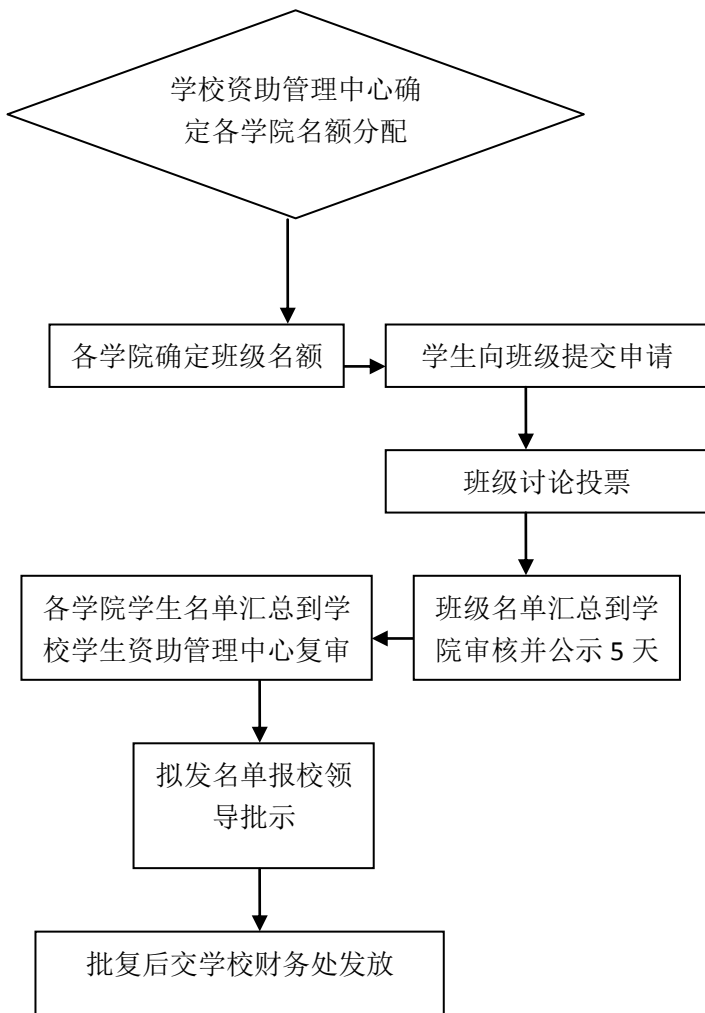 学校资助管理中心确
定各学院名额分配
各学院确定班级名额
学生向班级提交申请
班级讨论投票
班级名单汇总到学
院审核并公示 5 天
各学院学生名单汇总到学
校学生资助管理中心复审
拟发名单报校领
导批示
批复后交学校财务处发放